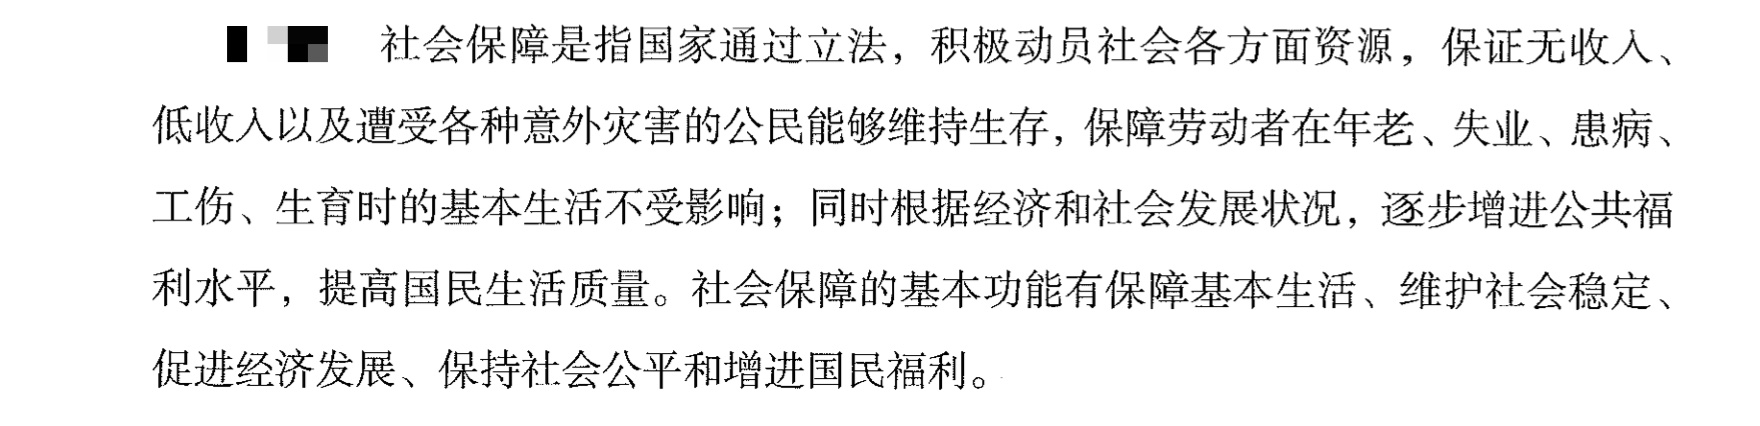 社会保障是指国家通过立法，积极动员社会各方面资源，保证无收入、
低收入以及遭受各种意外灾害的公民能够维持生存，保障劳动者在年老、失业、患病、
工伤、生育时的基本生活不受影响；同时根据经济和社会发展状况，逐步增进公共福
利水平，提高国民生活质量。社会保障的基本功能有保障基本生活、维护社会稳定、
促进经济发展、保持社会公平和增进国民福利。